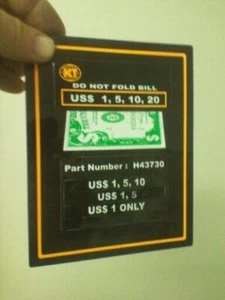 KT
DO NOT FOLD BILL
US$ 1, 5, 10, 20
Part Number : H43730
US$ 1, 5, 10
US$ 1, 5
US$ 1 ONLY